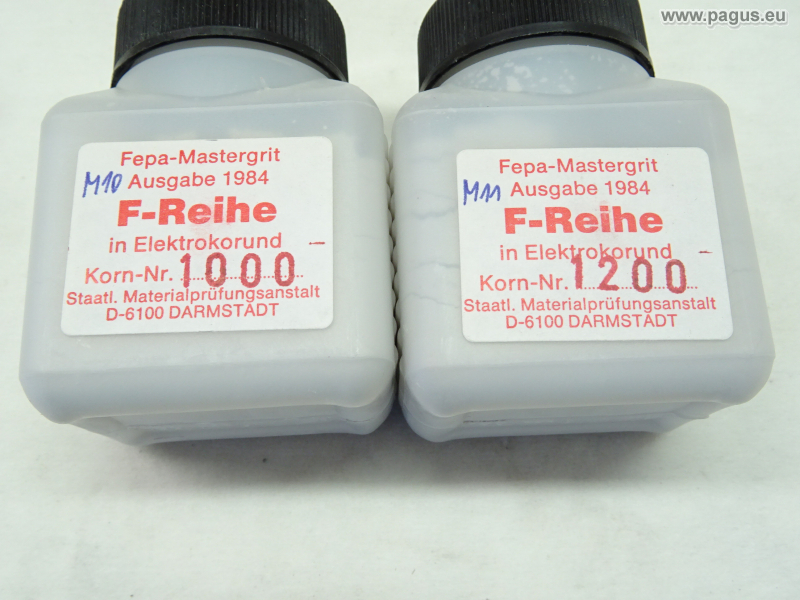 www.pagus.eu
Fepa-Mastergrit
M10 Ausgabe 1984
F-Reihe
in Elektrokorund
Korn-Nr. 1000
Staatl. Materialprüfungsanstalt
D-6100 DARMSTADT
Fepa-Mastergrit
M11 Ausgabe 1984
F-Reihe
in Elektrokorund
Korn-Nr. 1200
Staatl. Materialprüfungsanstalt
D-6100 DARMSTADT